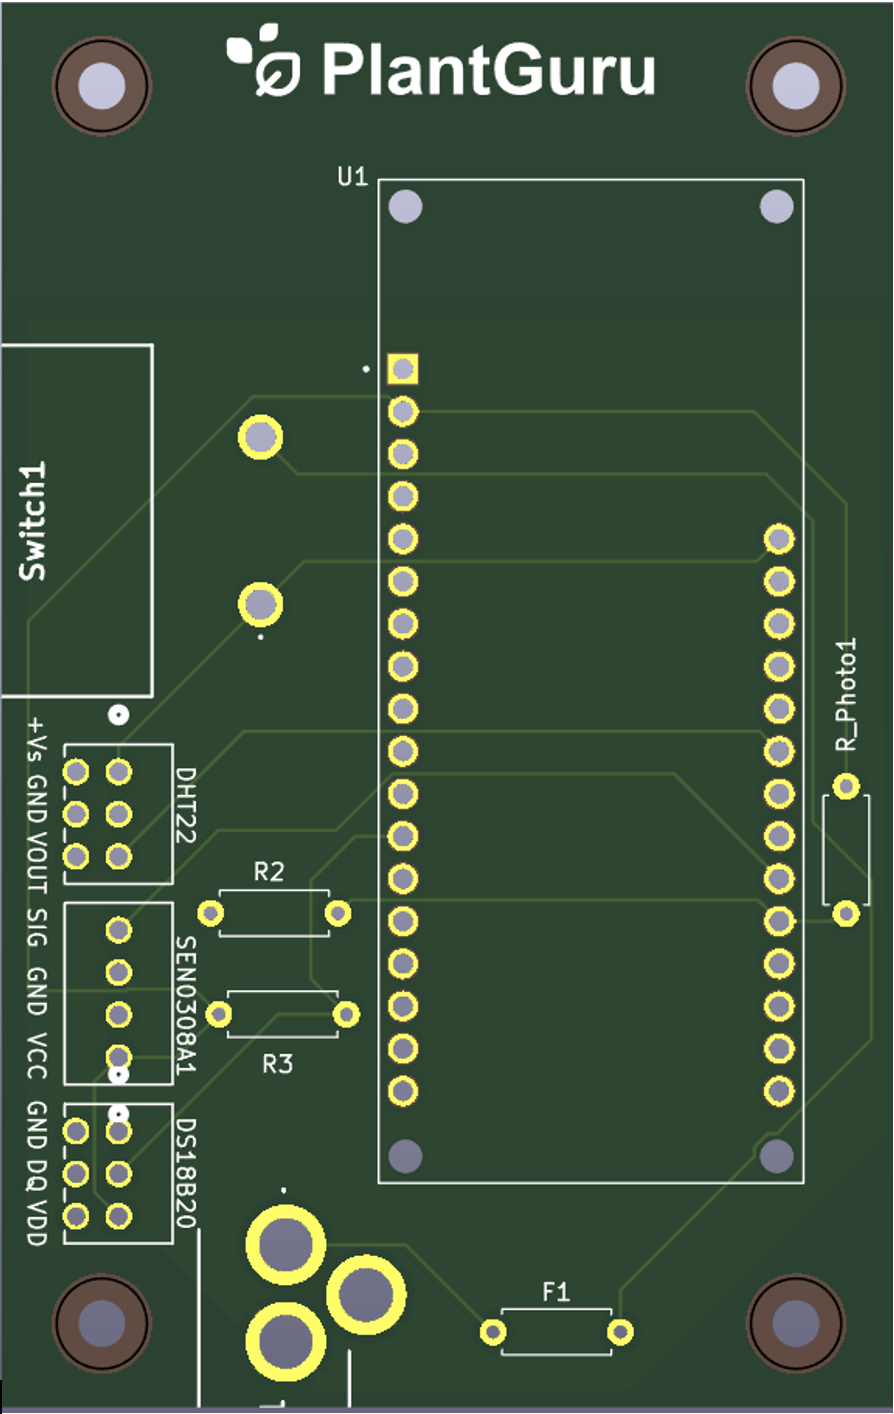 PlantGuru
U1
Switch1
R_Photo1
+Vs GND VOUT
DHT22
R2
SIG GND VCC
SEN0308A1
R3
GND DQ VDD
DS18B20
F1